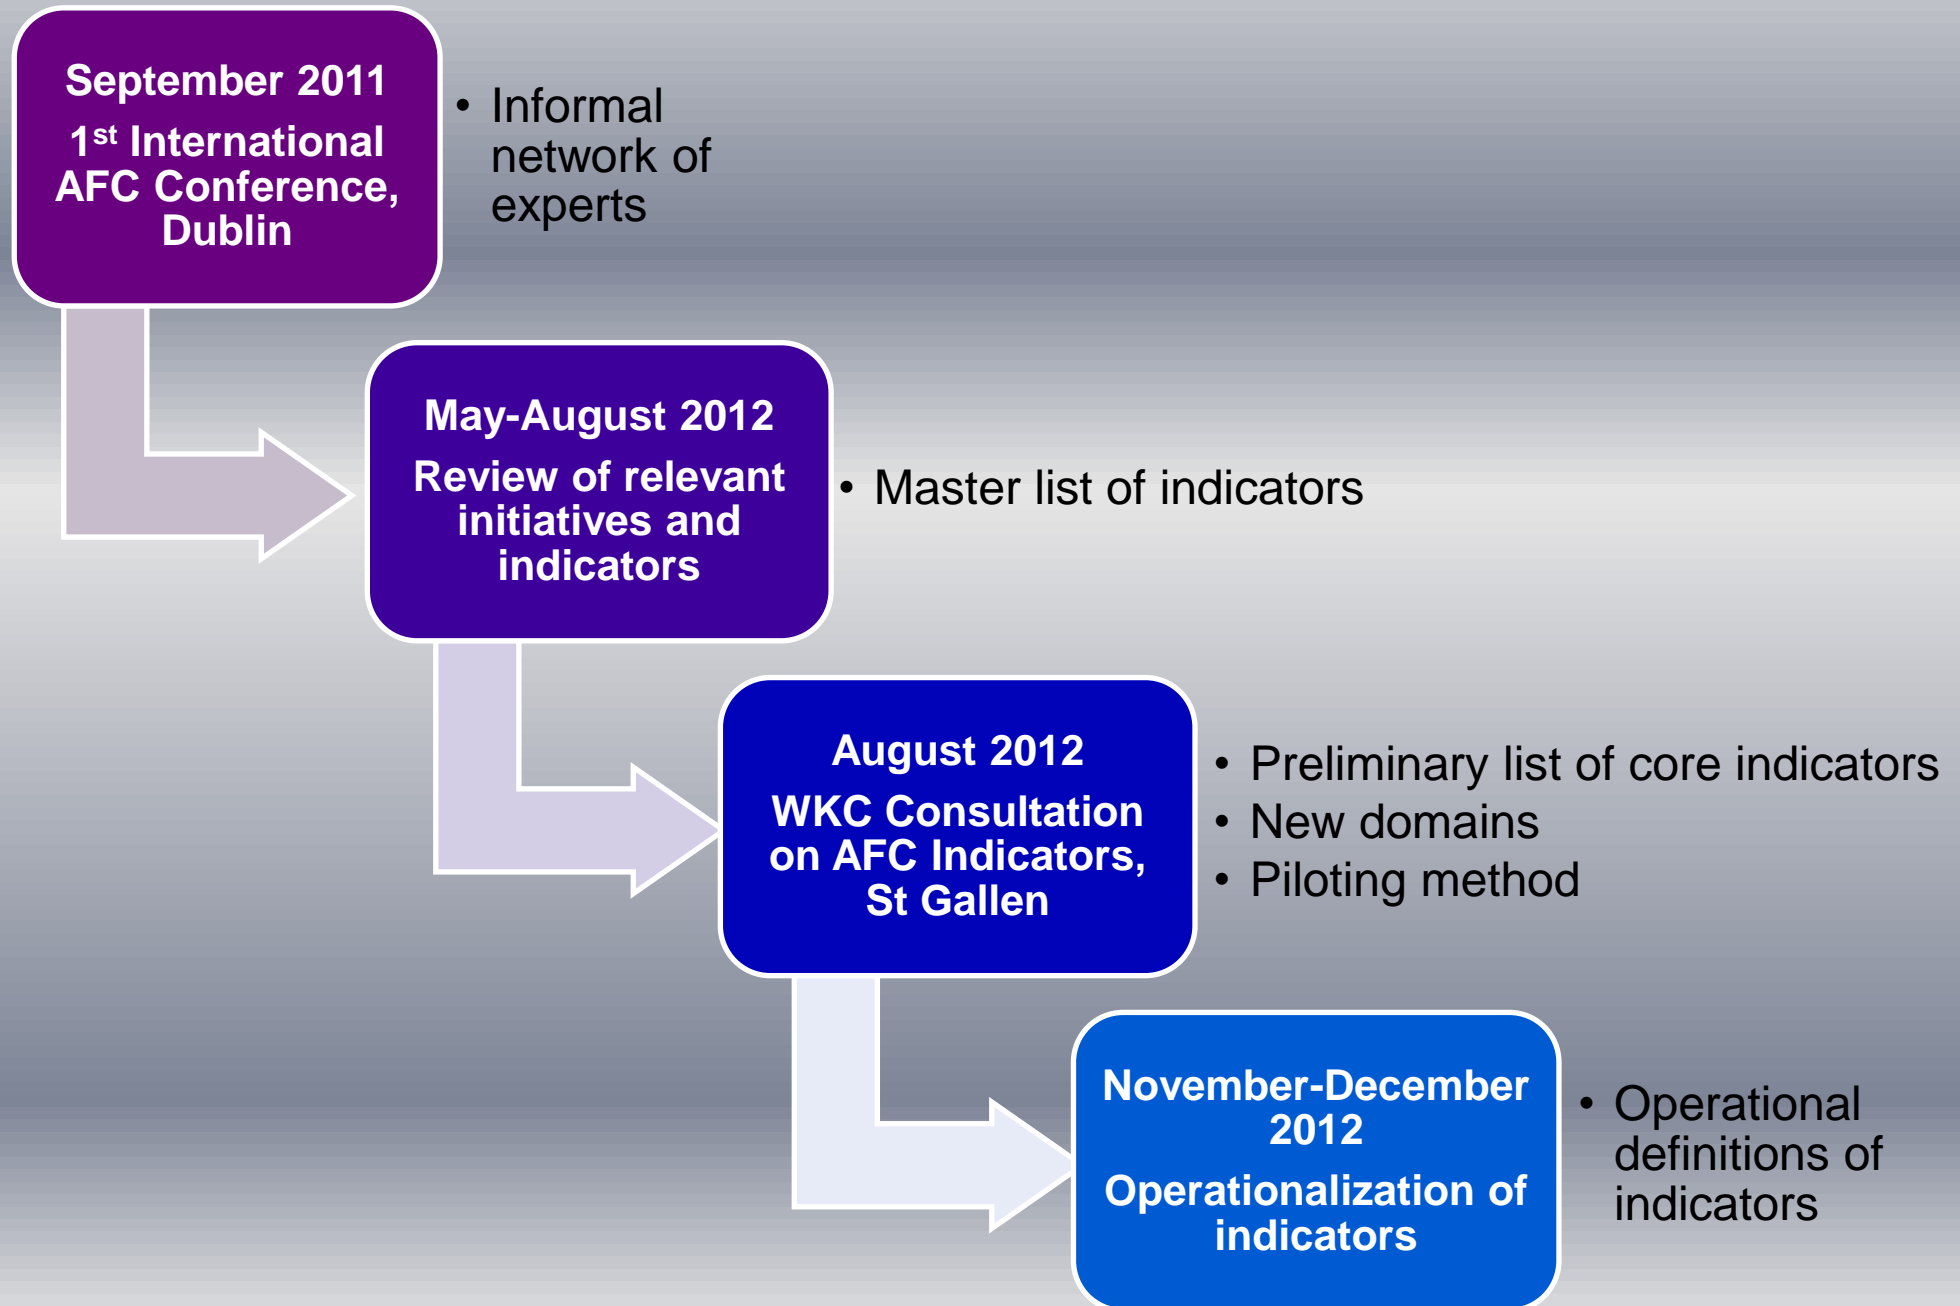 September 2011
1st International
AFC Conference,
Dublin
• Informal
network of
experts
May-August 2012
Review of relevant
initiatives and
indicators
• Master list of indicators
August 2012
WKC Consultation
on AFC Indicators,
St Gallen
• Preliminary list of core indicators
• New domains
• Piloting method
November-December
2012
Operationalization of
indicators
• Operational
definitions of
indicators